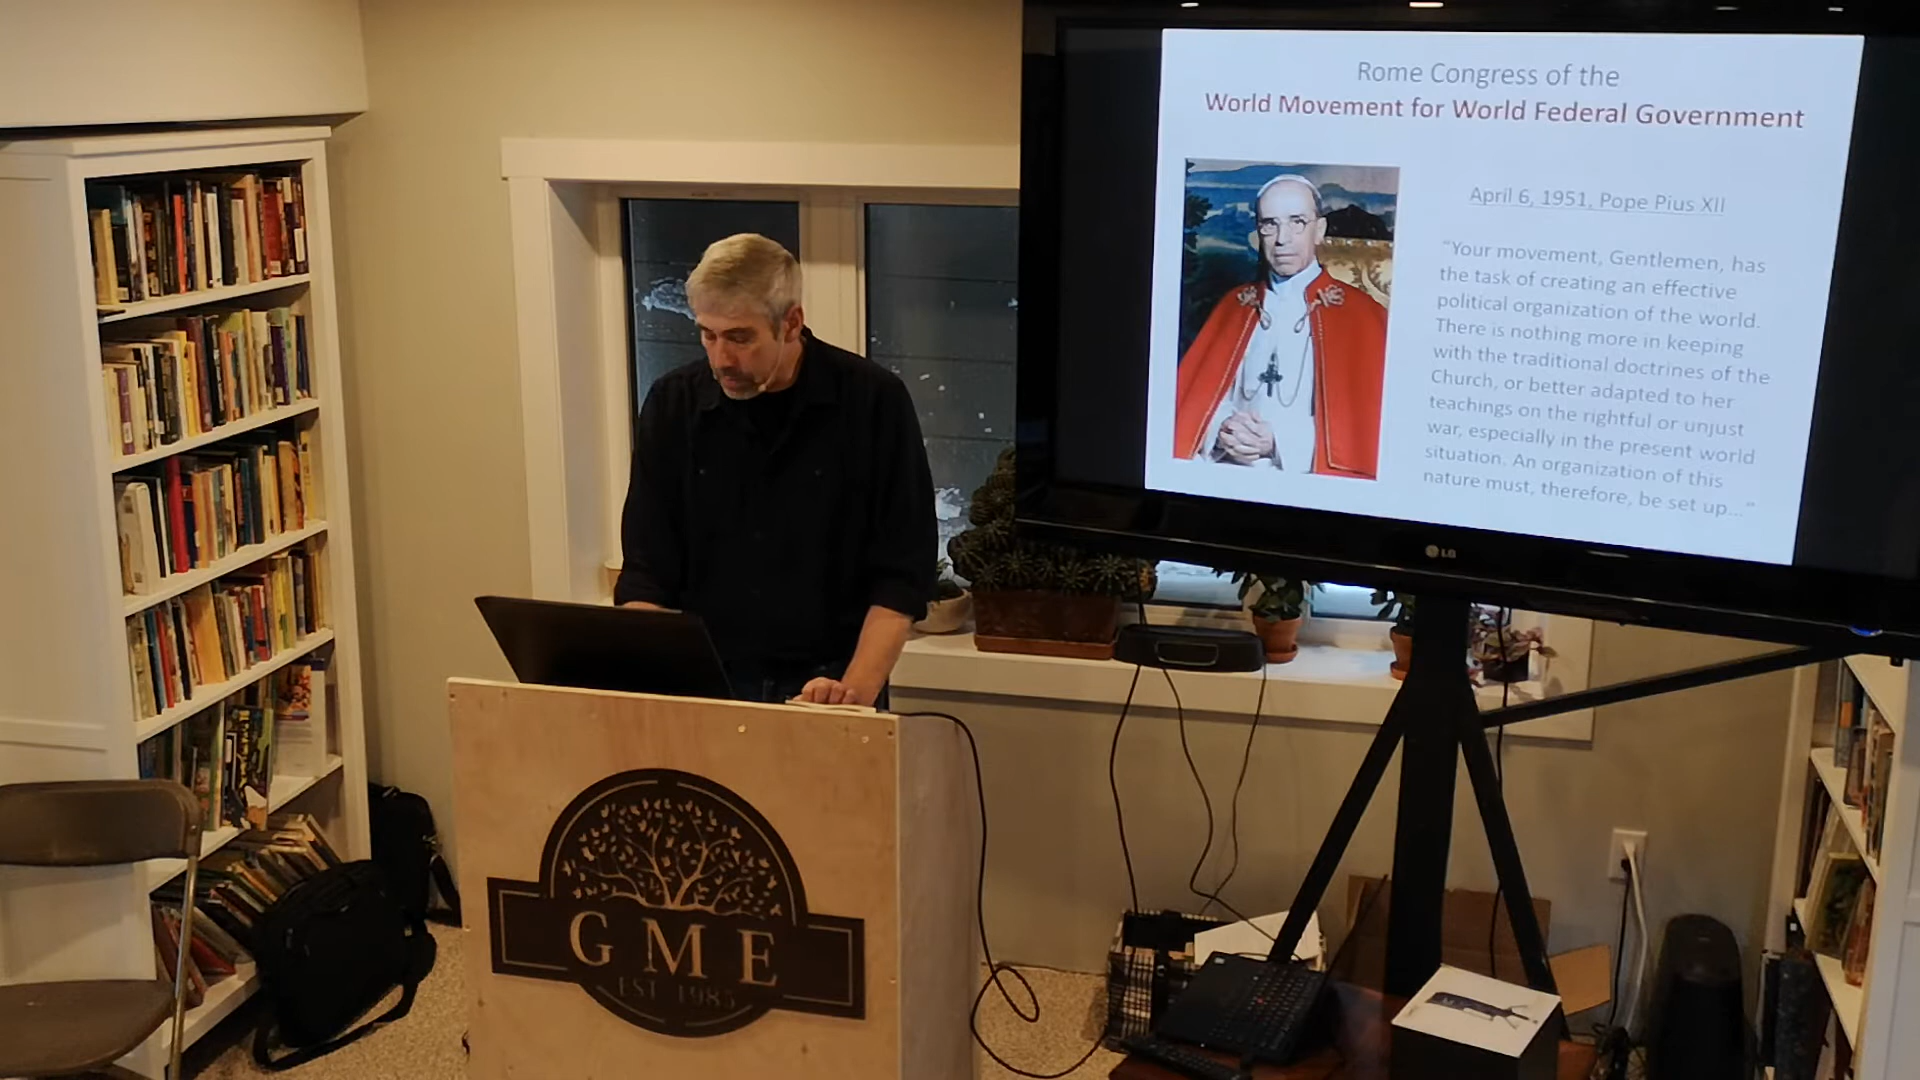 Rome Congress of the
World Movement for World Federal Government
April 6, 1951, Pope Pius XII
"Your movement, Gentlemen, has
the task of creating an effective
political organization of the world.
There is nothing more in keeping
with the traditional doctrines of the
Church, or better adapted to her
teachings on the rightful or unjust
war, especially in the present world
situation. An organization of this
nature must, therefore, be set up..."
LG
GME
EST 1985